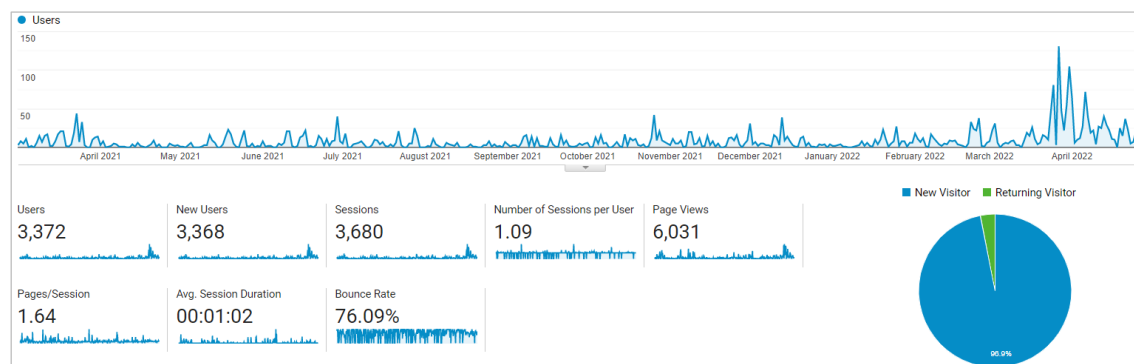 Users
150
100
50
April 2021 May 2021 June 2021 July 2021 August 2021 September 2021 October 2021 November 2021 December 2021 January 2022 February 2022 March 2022 April 2022
New Visitor Returning Visitor
Users New Users Sessions Number of Sessions per User Page Views
3,372 3,368 3,680 1.09 6,031
Pages/Session Avg. Session Duration Bounce Rate
1.64 00:01:02 76.09%
96.9%